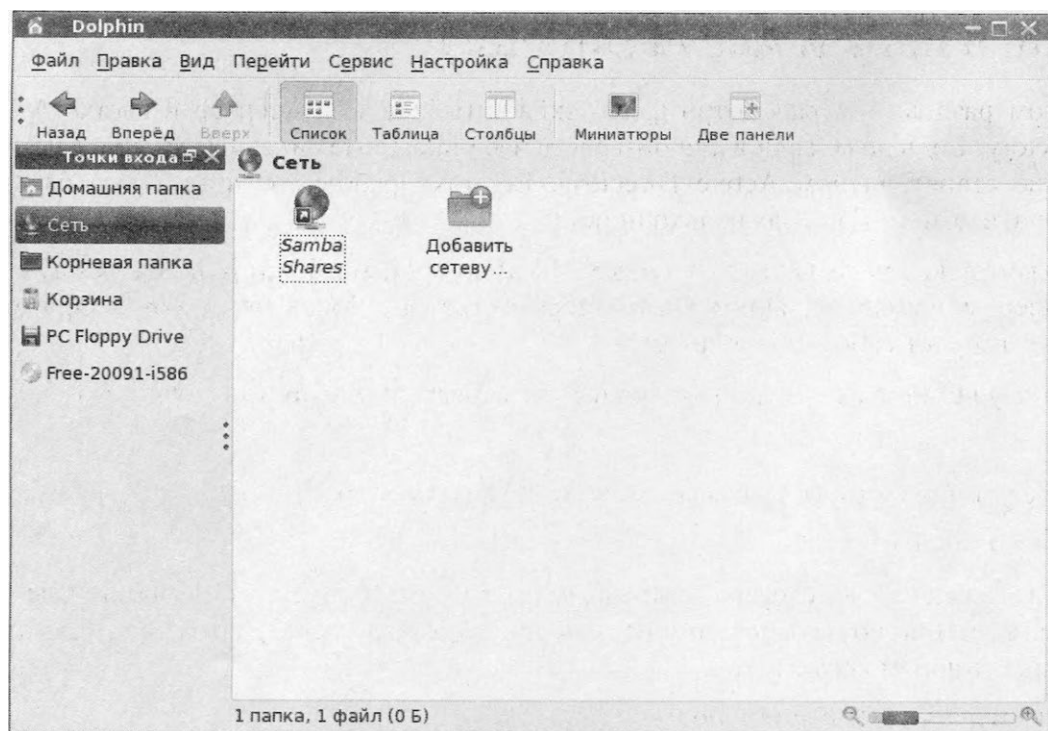 Dolphin
Файл Правка Вид Перейти Сервис Настройка Справка
Назад Вперёд Вверх Список Таблица Столбцы Миниатюры Две панели
Точки входа
Сеть
Домашняя папка
Сеть
Корневая папка
Корзина
PC Floppy Drive
Free-20091-i586
Samba
Shares
Добавить
сетеву...
1 папка, 1 файл (0 Б)